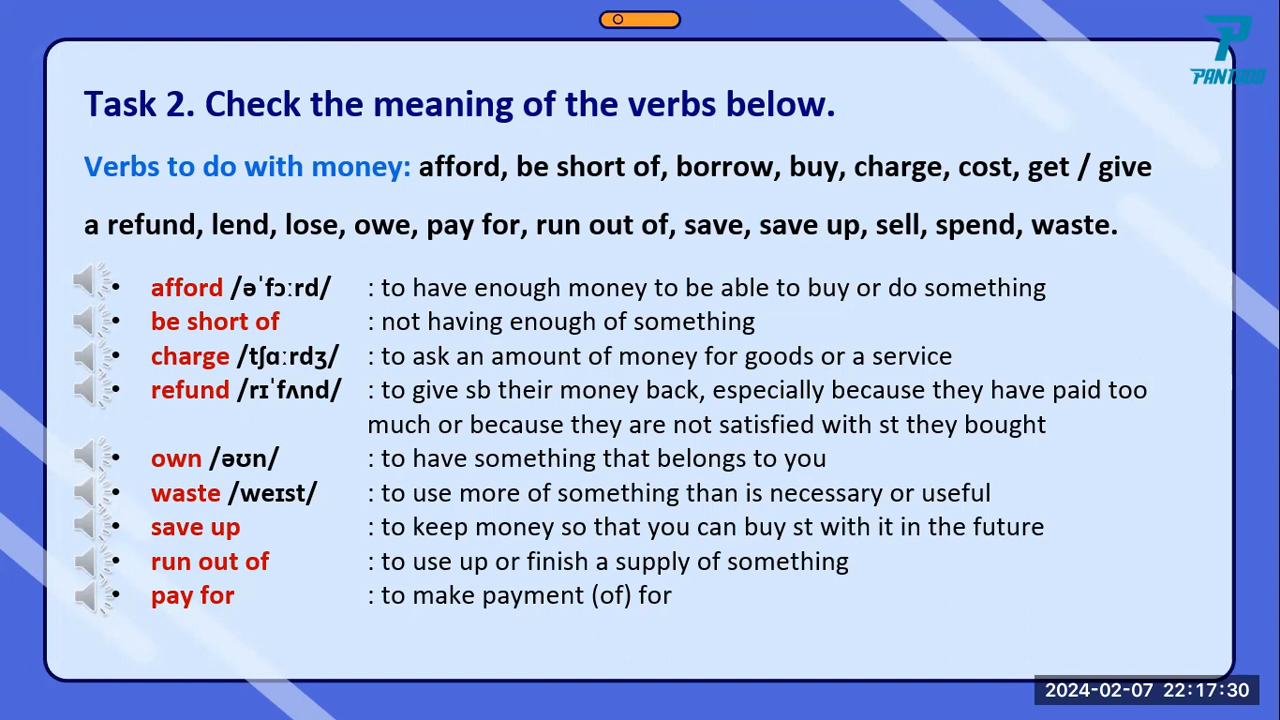 PANTADO
Task 2. Check the meaning of the verbs below.
Verbs to do with money: afford, be short of, borrow, buy, charge, cost, get / give
a refund, lend, lose, owe, pay for, run out of, save, save up, sell, spend, waste.
• afford /əˈfɔːrd/ : to have enough money to be able to buy or do something
• be short of : not having enough of something
• charge /tʃɑːrdʒ/ : to ask an amount of money for goods or a service
• refund /rɪˈfʌnd/ : to give sb their money back, especially because they have paid too
much or because they are not satisfied with st they bought
• own /əʊn/ : to have something that belongs to you
• waste /weɪst/ : to use more of something than is necessary or useful
• save up : to keep money so that you can buy st with it in the future
• run out of : to use up or finish a supply of something
• pay for : to make payment (of) for
2024-02-07 22:17:30